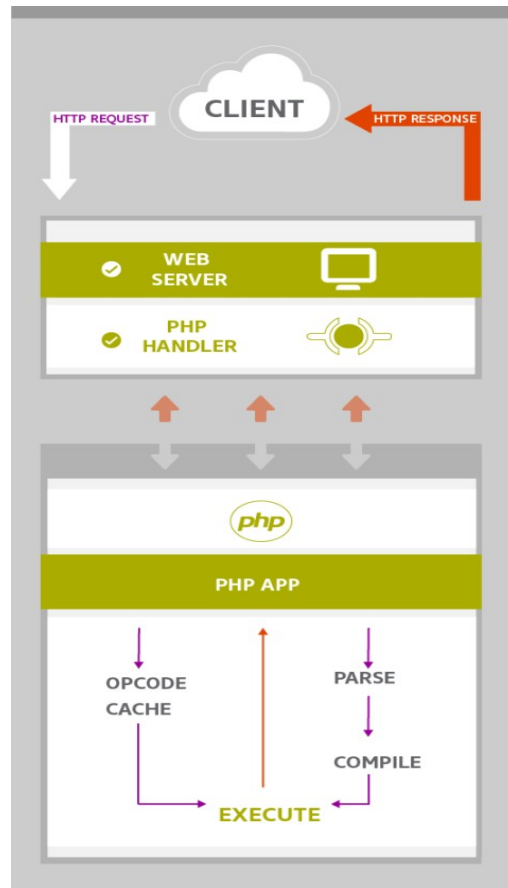 CLIENT
HTTP REQUEST
HTTP RESPONSE
WEB
SERVER
PHP
HANDLER
php
PHP APP
OPCODE
CACHE
PARSE
COMPILE
EXECUTE